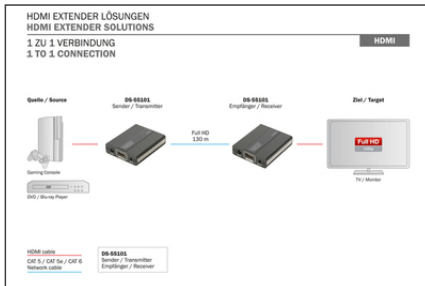 HDMI EXTENDER LÖSUNGEN
HDMI EXTENDER SOLUTIONS
1 ZU 1 VERBINDUNG
1 TO 1 CONNECTION
HDMI
Quelle / Source
DS-55101
Sender / Transmitter
DS-55101
Empfänger / Receiver
Ziel / Target
Full HD
130 m
Full HD
1080p
Gaming Console
TV / Monitor
DVD / Blu-ray Player
HDMI cable
CAT 5 / CAT 5e / CAT 6
Network cable
DS-55101
Sender / Transmitter
Empfänger / Receiver